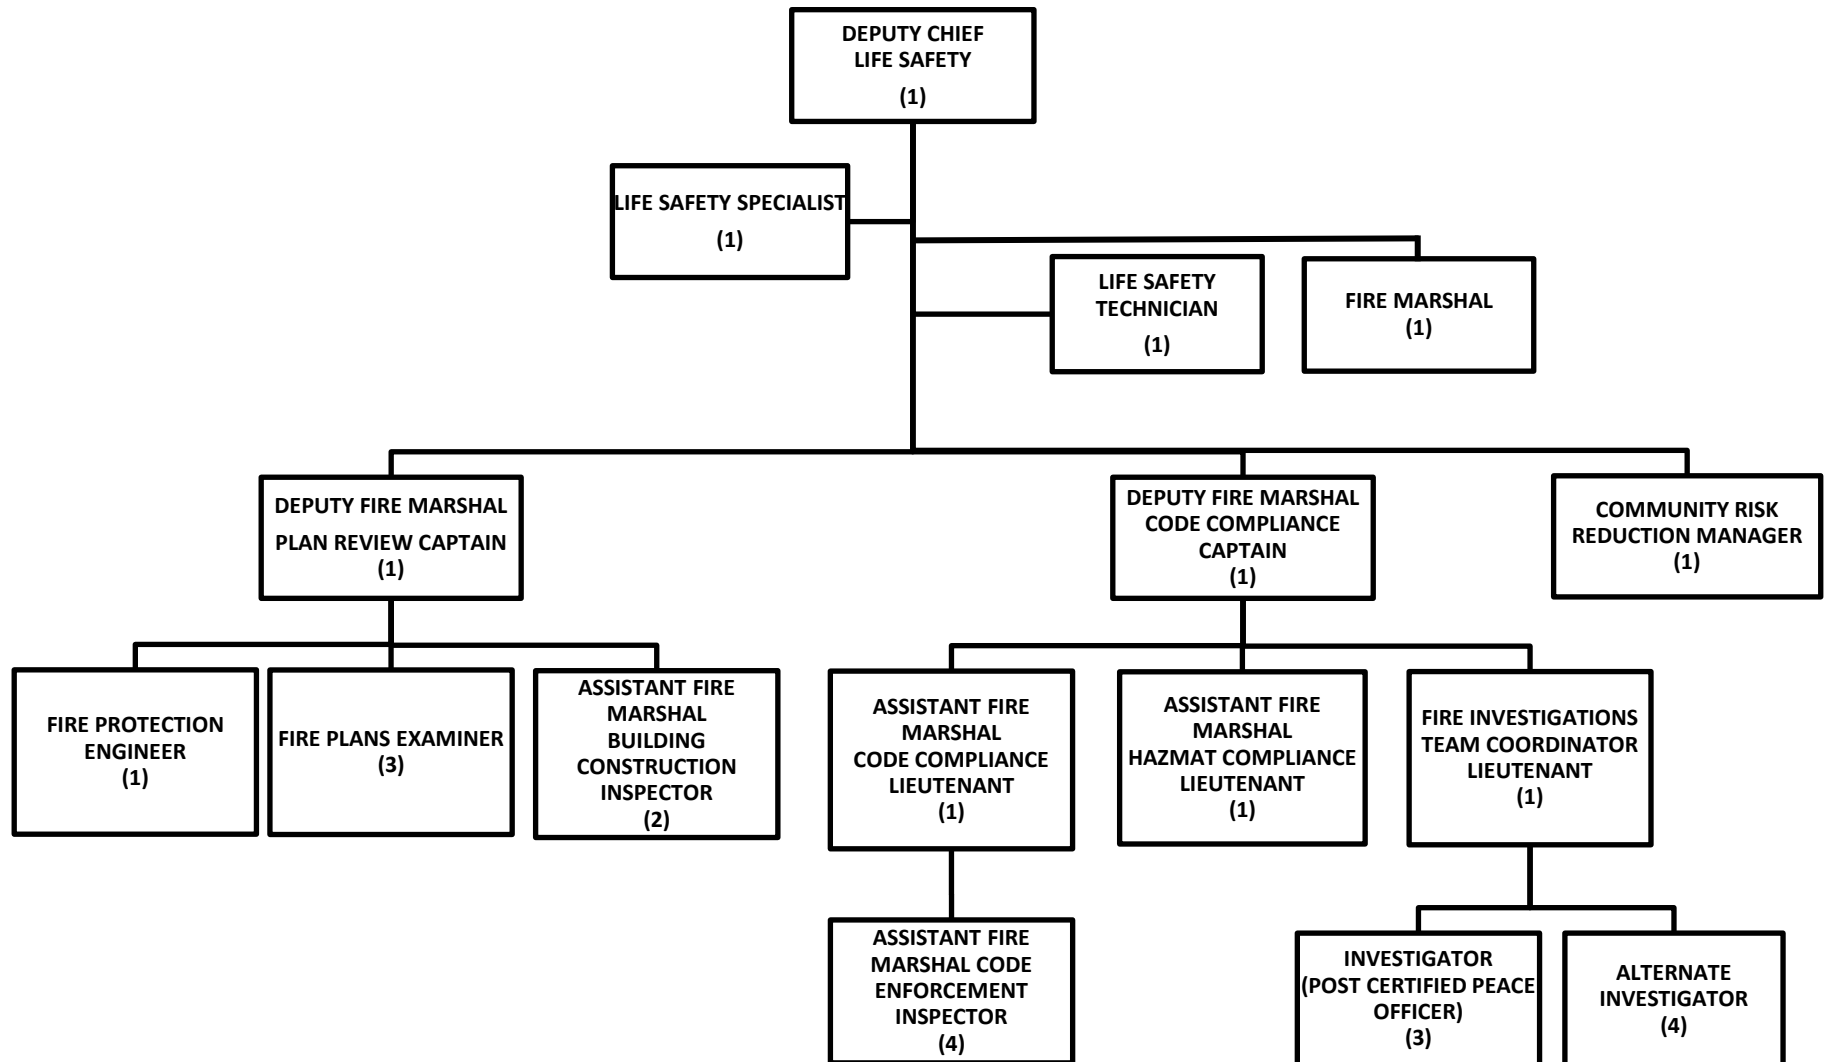 DEPUTY CHIEF
LIFE SAFETY
(1)
LIFE SAFETY SPECIALIST
(1)
LIFE SAFETY
TECHNICIAN
(1)
FIRE MARSHAL
(1)
DEPUTY FIRE MARSHAL
PLAN REVIEW CAPTAIN
(1)
DEPUTY FIRE MARSHAL
CODE COMPLIANCE
CAPTAIN
(1)
COMMUNITY RISK
REDUCTION MANAGER
(1)
FIRE PROTECTION
ENGINEER
(1)
FIRE PLANS EXAMINER
(3)
ASSISTANT FIRE
MARSHAL
BUILDING
CONSTRUCTION
INSPECTOR
(2)
ASSISTANT FIRE
MARSHAL
CODE COMPLIANCE
LIEUTENANT
(1)
ASSISTANT FIRE
MARSHAL
HAZMAT COMPLIANCE
LIEUTENANT
(1)
FIRE INVESTIGATIONS
TEAM COORDINATOR
LIEUTENANT
(1)
ASSISTANT FIRE
MARSHAL CODE
ENFORCEMENT
INSPECTOR
(4)
INVESTIGATOR
(POST CERTIFIED PEACE
OFFICER)
(3)
ALTERNATE
INVESTIGATOR
(4)